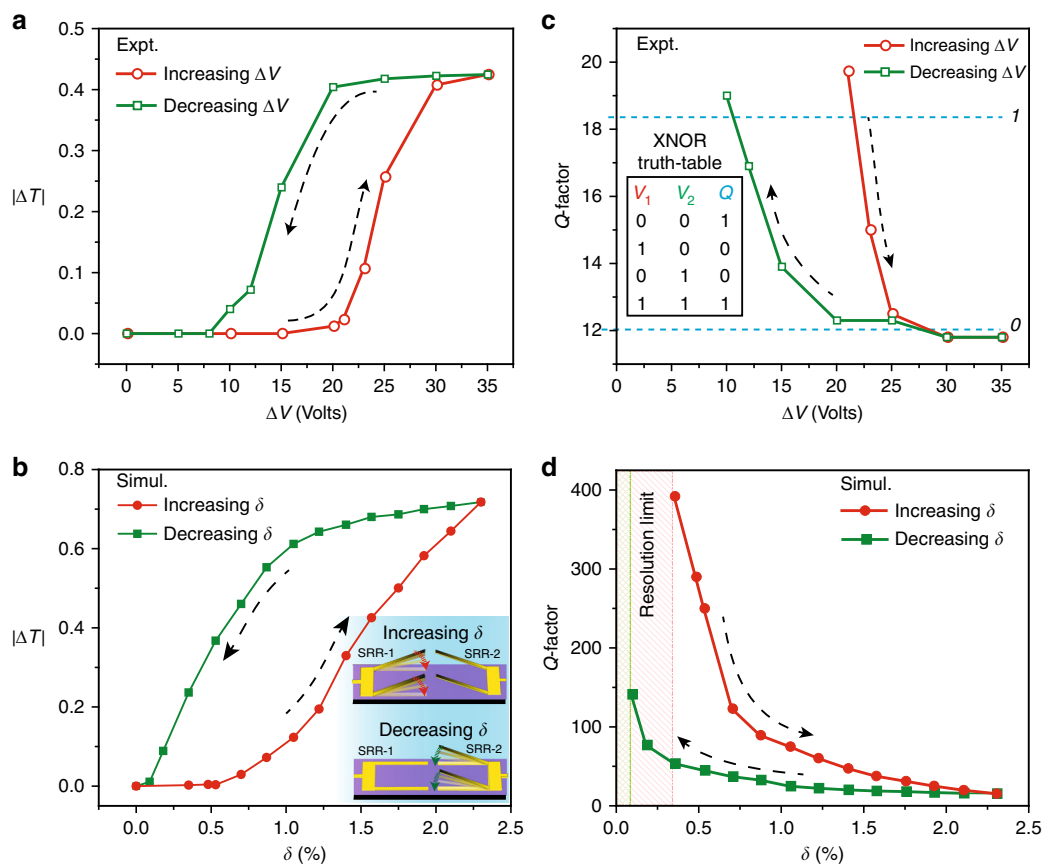 a
Expt.
Increasing ΔV
Decreasing ΔV
0.5
0.4
0.3
0.2
0.1
0.0
|ΔT|
0 5 10 15 20 25 30 35
ΔV (Volts)
c
Expt.
Increasing ΔV
Decreasing ΔV
20
18
16
14
12
Q-factor
1
0
XNOR
truth-table
V1 V2 Q
0 0 1
1 0 0
0 1 0
1 1 1
0 5 10 15 20 25 30 35
ΔV (Volts)
b
Simul.
Increasing δ
Decreasing δ
0.8
0.6
0.4
0.2
0.0
|ΔT|
Increasing δ
SRR-1 SRR-2
Decreasing δ
SRR-1 SRR-2
0.0 0.5 1.0 1.5 2.0 2.5
δ (%)
d
Simul.
Increasing δ
Decreasing δ
Resolution limit
400
300
200
100
0
Q-factor
0.0 0.5 1.0 1.5 2.0 2.5
δ (%)